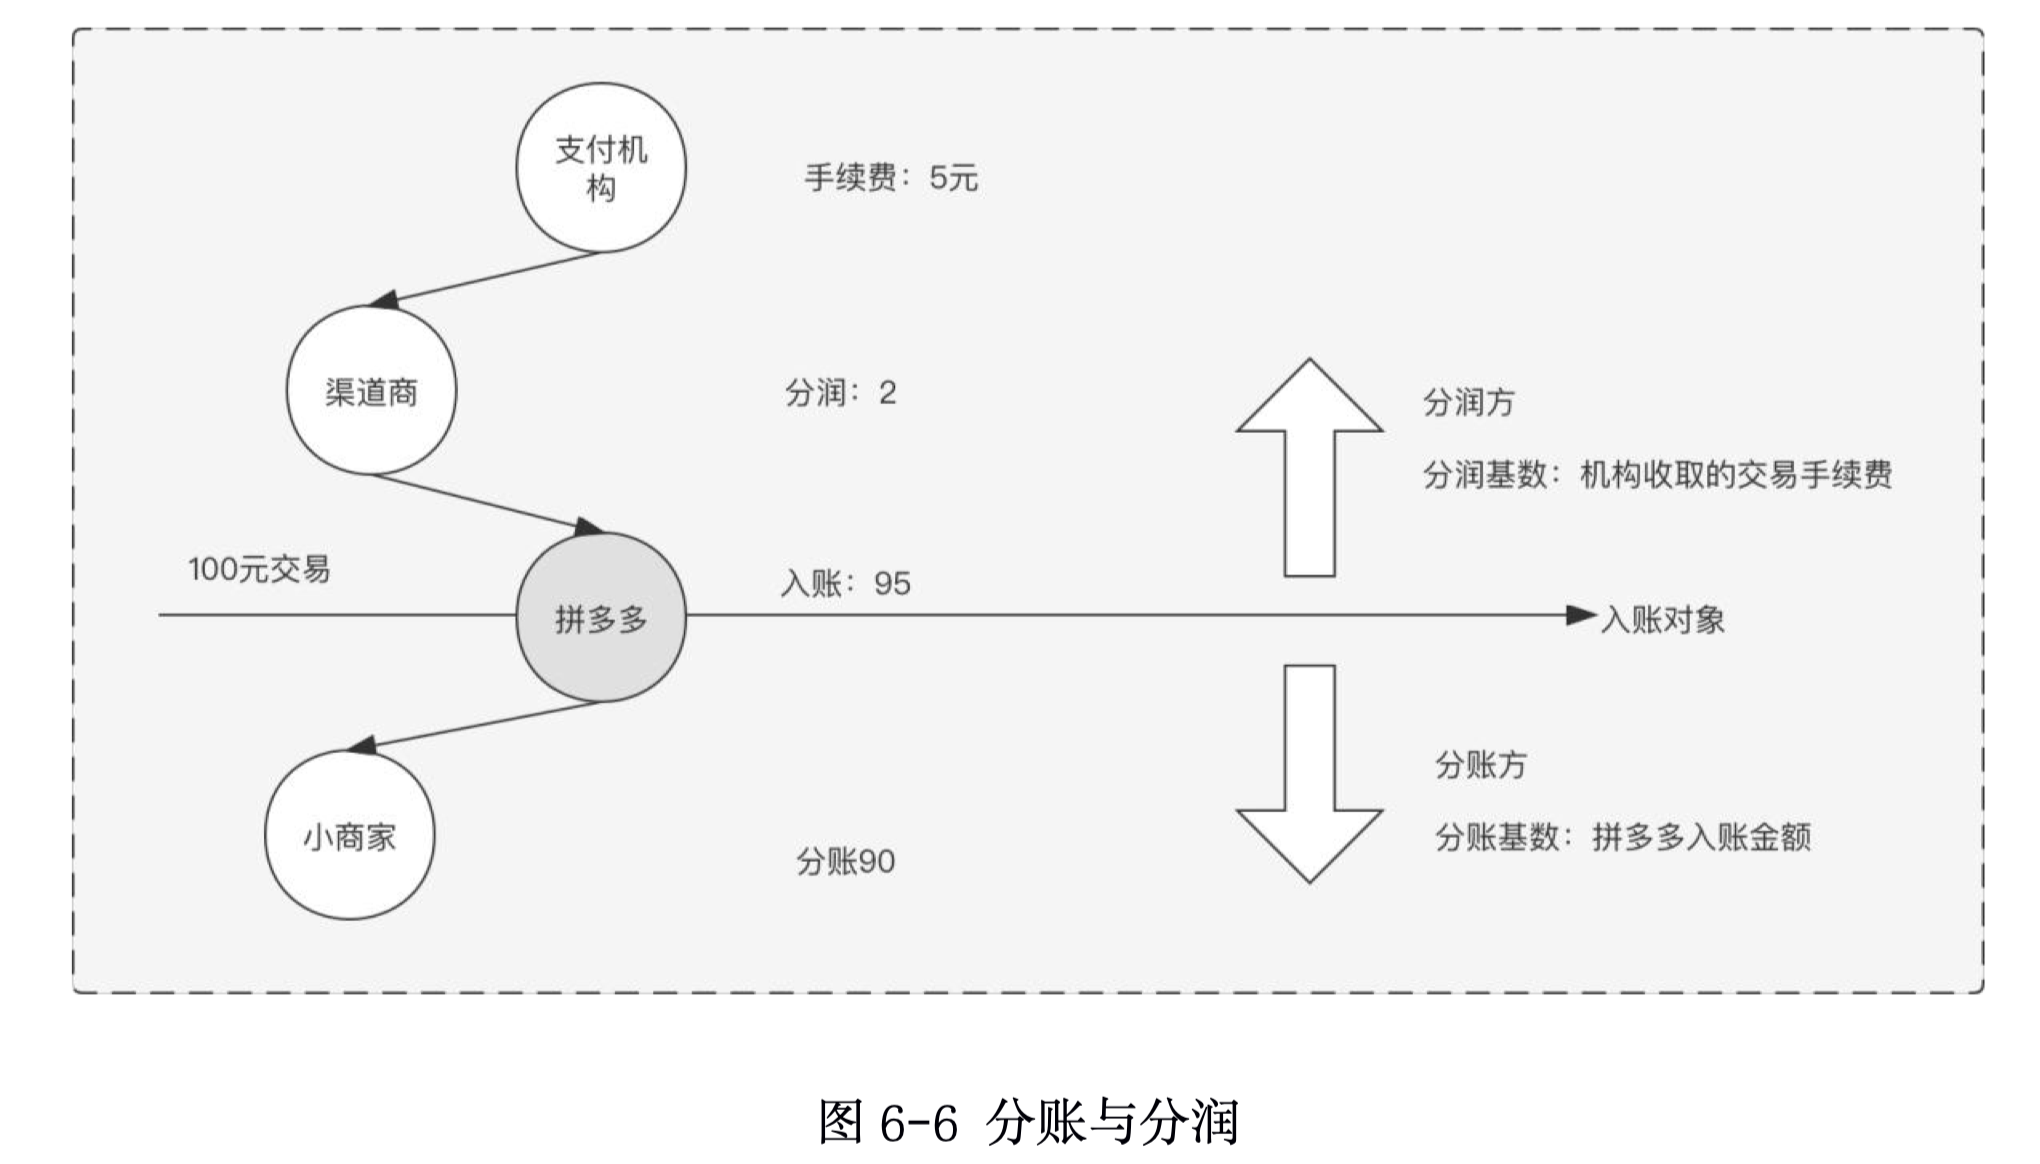 支付机
构
手续费：5元
渠道商
分润：2
分润方
分润基数：机构收取的交易手续费
100元交易
拼多多
入账：95
入账对象
小商家
分账90
分账方
分账基数：拼多多入账金额
图 6-6 分账与分润